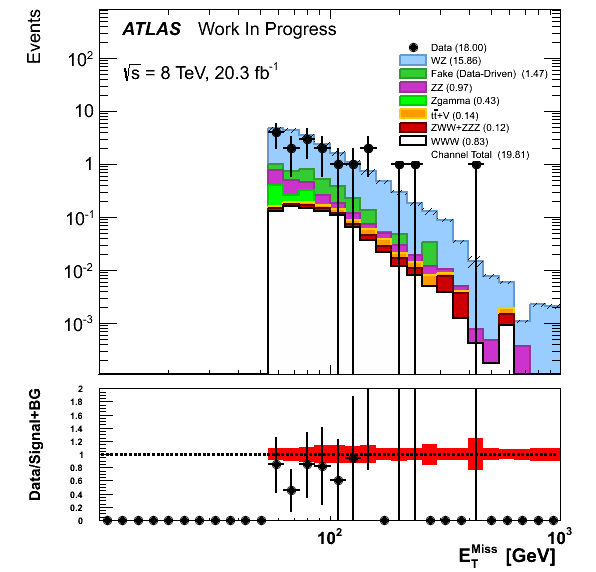 Events
ATLAS Work In Progress
√s = 8 TeV, 20.3 fb⁻¹
Data (18.00)
WZ (15.86)
Fake (Data-Driven) (1.47)
ZZ (0.97)
Zgamma (0.43)
tt̄+V (0.14)
ZWW+ZZZ (0.12)
WWW (0.83)
Channel Total (19.81)
10²
10
1
10⁻¹
10⁻²
10⁻³
Data/Signal+BG
2
1.8
1.6
1.4
1.2
1
0.8
0.6
0.4
0.2
0
10²
10³
E_T^Miss [GeV]